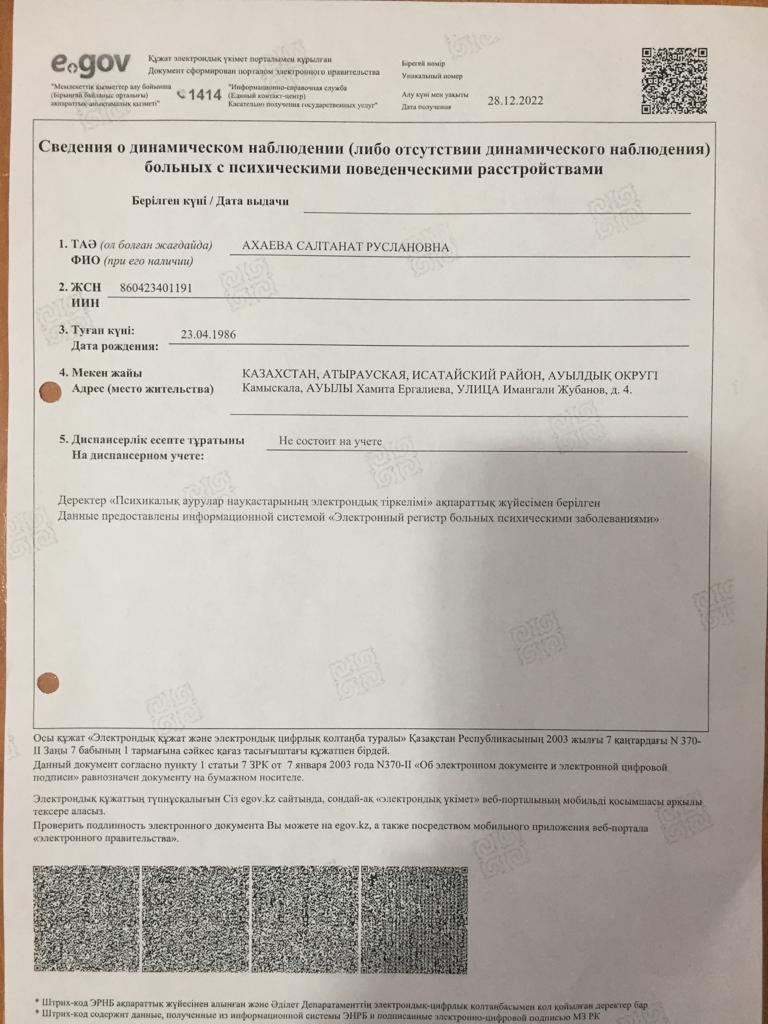 e.gov
Құжат электрондық үкімет порталымен құрылған
Документ сформирован порталом электронного правительства
"Мемлекеттік қызметтер алу бойынша
(Бірыңғай байланыс орталығы)
ақпараттық-анықтамалық қызметі"
1414
"Информационно-справочная служба
(Единый контакт-центр)
Касательно получения государственных услуг"
Бірегей нөмір
Уникальный номер
Алу күні мен уақыты
Дата получения
28.12.2022
Сведения о динамическом наблюдении (либо отсутствии динамического наблюдения)
больных с психическими поведенческими расстройствами
Берілген күні / Дата выдачи
1. ТАӘ (ол болған жағдайда)
ФИО (при его наличии)
АХАЕВА САЛТАНАТ РУСЛАНОВНА
2. ЖСН
ИИН
860423401191
3. Туған күні:
Дата рождения:
23.04.1986
4. Мекен жайы
Адрес (место жительства)
КАЗАХСТАН, АТЫРАУСКАЯ, ИСАТАЙСКИЙ РАЙОН, АУЫЛДЫҚ ОКРУГІ
Камыскала, АУЫЛЫ Хамита Ергалиева, УЛИЦА Имангали Жубанов, д. 4.
5. Диспансерлік есепте тұратыны
На диспансерном учете:
Не состоит на учете
Деректер «Психикалық аурулар науқастарының электрондық тіркелімі» ақпараттық жүйесімен берілген
Данные предоставлены информационной системой «Электронный регистр больных психическими заболеваниями»
Осы құжат «Электрондық құжат және электрондық цифрлық қолтаңба туралы» Қазақстан Республикасының 2003 жылғы 7 қаңтардағы N 370-
II Заңы 7 бабының 1 тармағына сәйкес қағаз тасығыштағы құжатпен бірдей.
Данный документ согласно пункту 1 статьи 7 ЗРК от 7 января 2003 года N370-II «Об электронном документе и электронной цифровой
подписи» равнозначен документу на бумажном носителе.
Электрондық құжаттың түпнұсқалығын Сіз egov.kz сайтында, сондай-ақ «электрондық үкімет» веб-порталының мобильді қосымшасы арқылы
тексере аласыз.
Проверить подлинность электронного документа Вы можете на egov.kz, а также посредством мобильного приложения веб-портала
«электронного правительства».
* Штрих-код ЭРНБ ақпараттық жүйесінен алынған және Әділет Депаратаменттің электрондық-цифрлық қолтанбасымен қол қойылған деректер бар
* Штрих-код содержит данные, полученные из информационной системы ЭНРБ и подписанные электронно-цифровой подписью МЗ РК